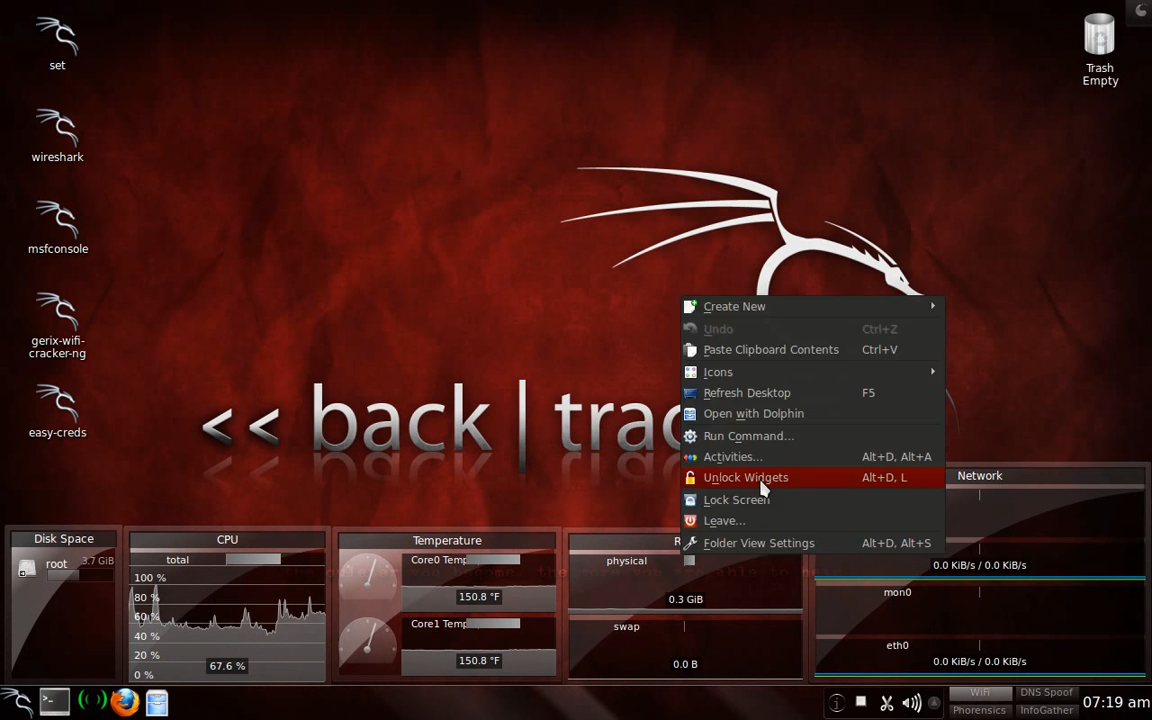 set
wireshark
msfconsole
gerix-wifi-
cracker-ng
easy-creds
Trash
Empty
<< back | trac
Create New
Undo Ctrl+Z
Paste Clipboard Contents Ctrl+V
Icons
Refresh Desktop F5
Open with Dolphin
Run Command...
Activities... Alt+D, Alt+A
Unlock Widgets Alt+D, L
Lock Screen
Leave...
Folder View Settings Alt+D, Alt+S
Disk Space
root 3.7 GiB
CPU
total
100 %
80 %
60 %
40 %
20 %
0 %
67.6 %
Temperature
Core0 Temp
150.8 °F
Core1 Temp
150.8 °F
R
physical
0.3 GiB
swap
0.0 B
Network
0.0 KiB/s / 0.0 KiB/s
mon0
eth0
0.0 KiB/s / 0.0 KiB/s
WiFi DNS Spoof
Phorensics InfoGather
07:19 am